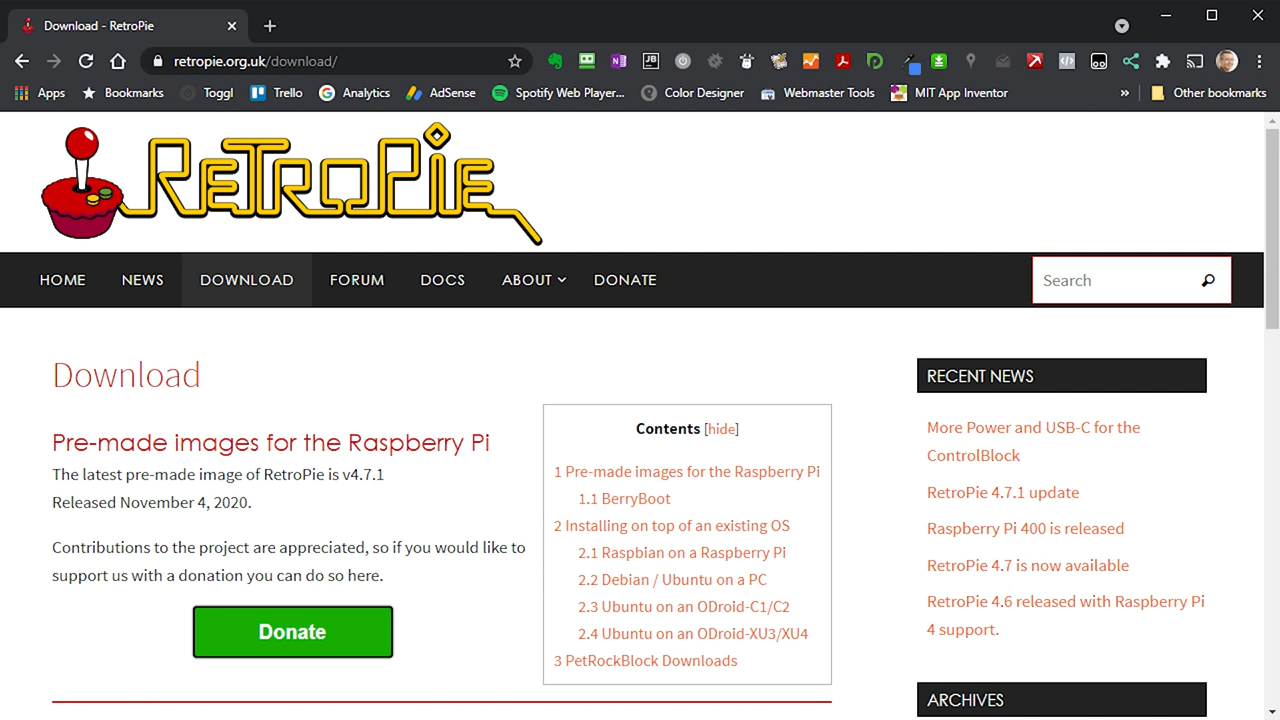 Download - RetroPie
retropie.org.uk/download/
Apps Bookmarks Toggl Trello Analytics AdSense Spotify Web Player... Color Designer Webmaster Tools MIT App Inventor » Other bookmarks
RETROPIE
HOME NEWS DOWNLOAD FORUM DOCS ABOUT DONATE Search
Download
Pre-made images for the Raspberry Pi
The latest pre-made image of RetroPie is v4.7.1
Released November 4, 2020.
Contributions to the project are appreciated, so if you would like to
support us with a donation you can do so here.
Donate
Contents [hide]
1 Pre-made images for the Raspberry Pi
1.1 BerryBoot
2 Installing on top of an existing OS
2.1 Raspbian on a Raspberry Pi
2.2 Debian / Ubuntu on a PC
2.3 Ubuntu on an ODroid-C1/C2
2.4 Ubuntu on an ODroid-XU3/XU4
3 PetRockBlock Downloads
RECENT NEWS
More Power and USB-C for the
ControlBlock
RetroPie 4.7.1 update
Raspberry Pi 400 is released
RetroPie 4.7 is now available
RetroPie 4.6 released with Raspberry Pi
4 support.
ARCHIVES